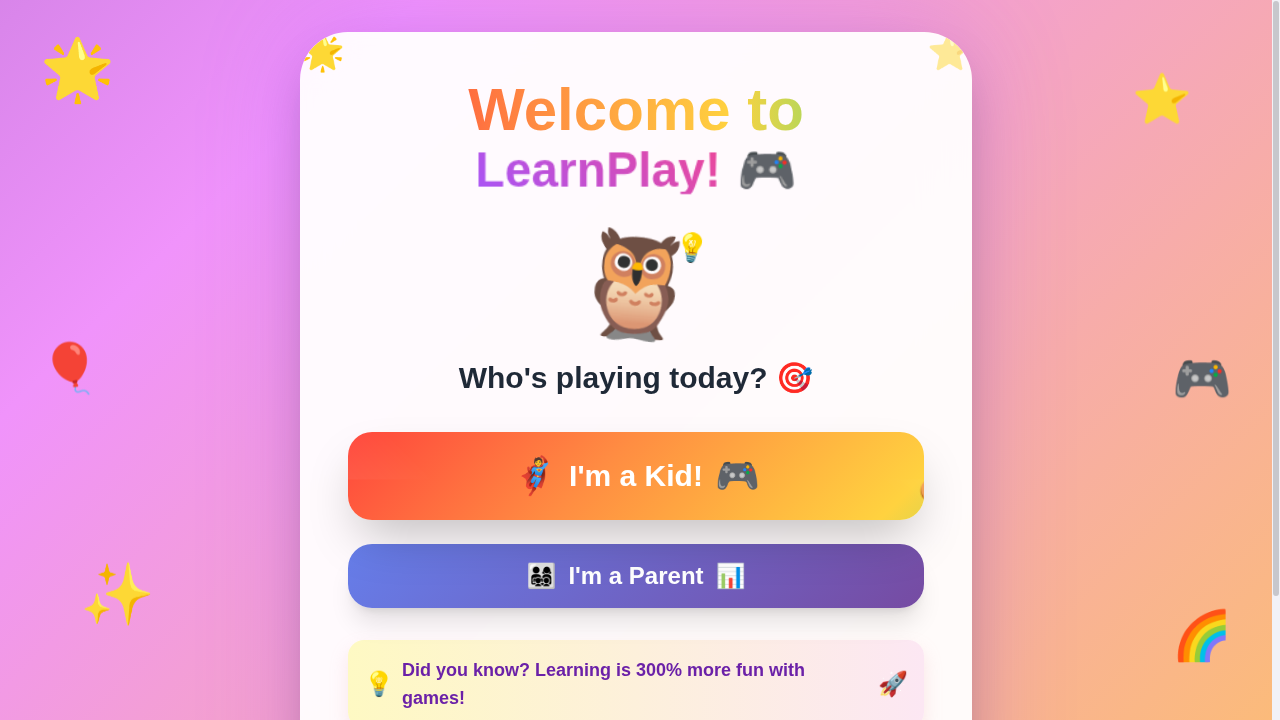 Welcome to
LearnPlay! 🎮
Who's playing today? 🎯
🦸 I'm a Kid! 🎮
👨‍👩‍👧‍👦 I'm a Parent 📊
💡 Did you know? Learning is 300% more fun with
games! 🚀